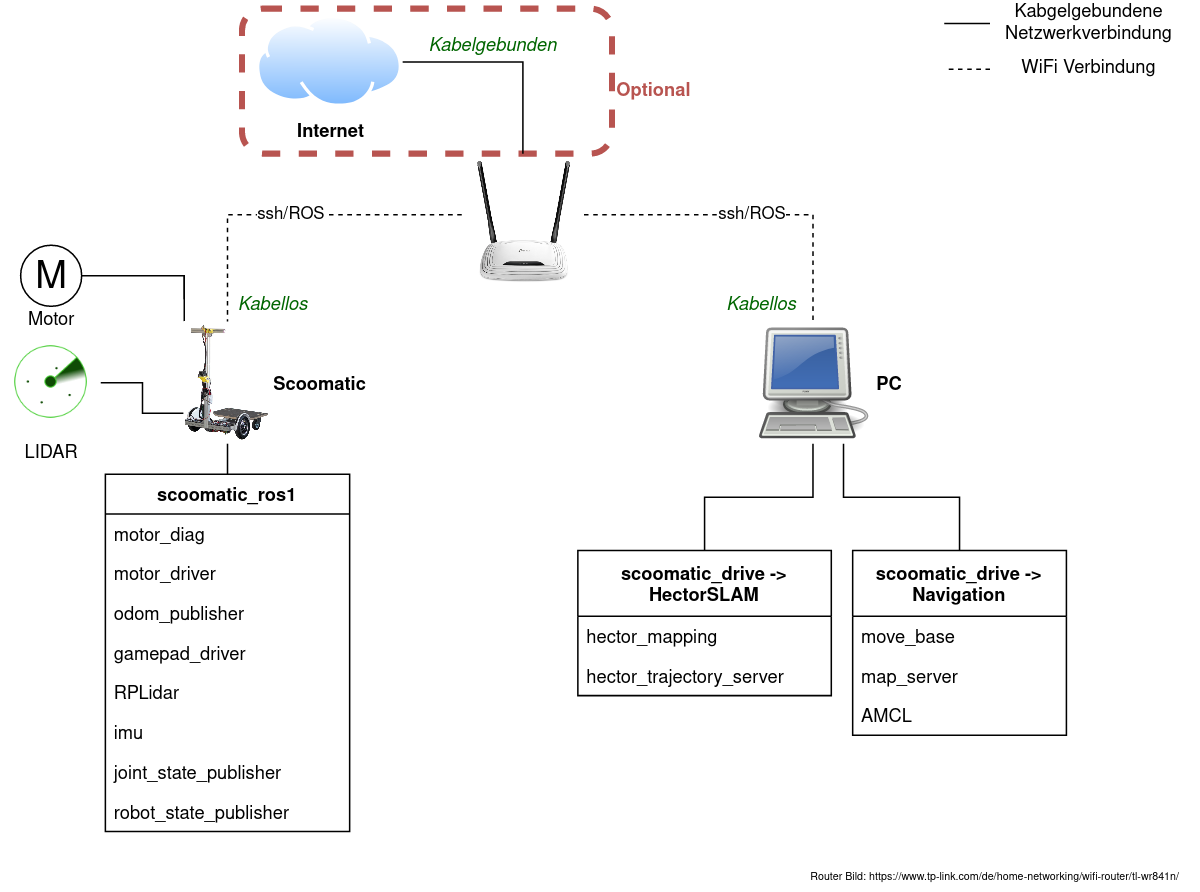 Kabgelgebundene
Netzwerkverbindung
WiFi Verbindung
Kabelgebunden
Optional
Internet
ssh/ROS
ssh/ROS
M
Motor
Kabellos
Kabellos
LIDAR
Scoomatic
PC
scoomatic_ros1
motor_diag
motor_driver
odom_publisher
gamepad_driver
RPLidar
imu
joint_state_publisher
robot_state_publisher
scoomatic_drive ->
HectorSLAM
hector_mapping
hector_trajectory_server
scoomatic_drive ->
Navigation
move_base
map_server
AMCL
Router Bild: https://www.tp-link.com/de/home-networking/wifi-router/tl-wr841n/